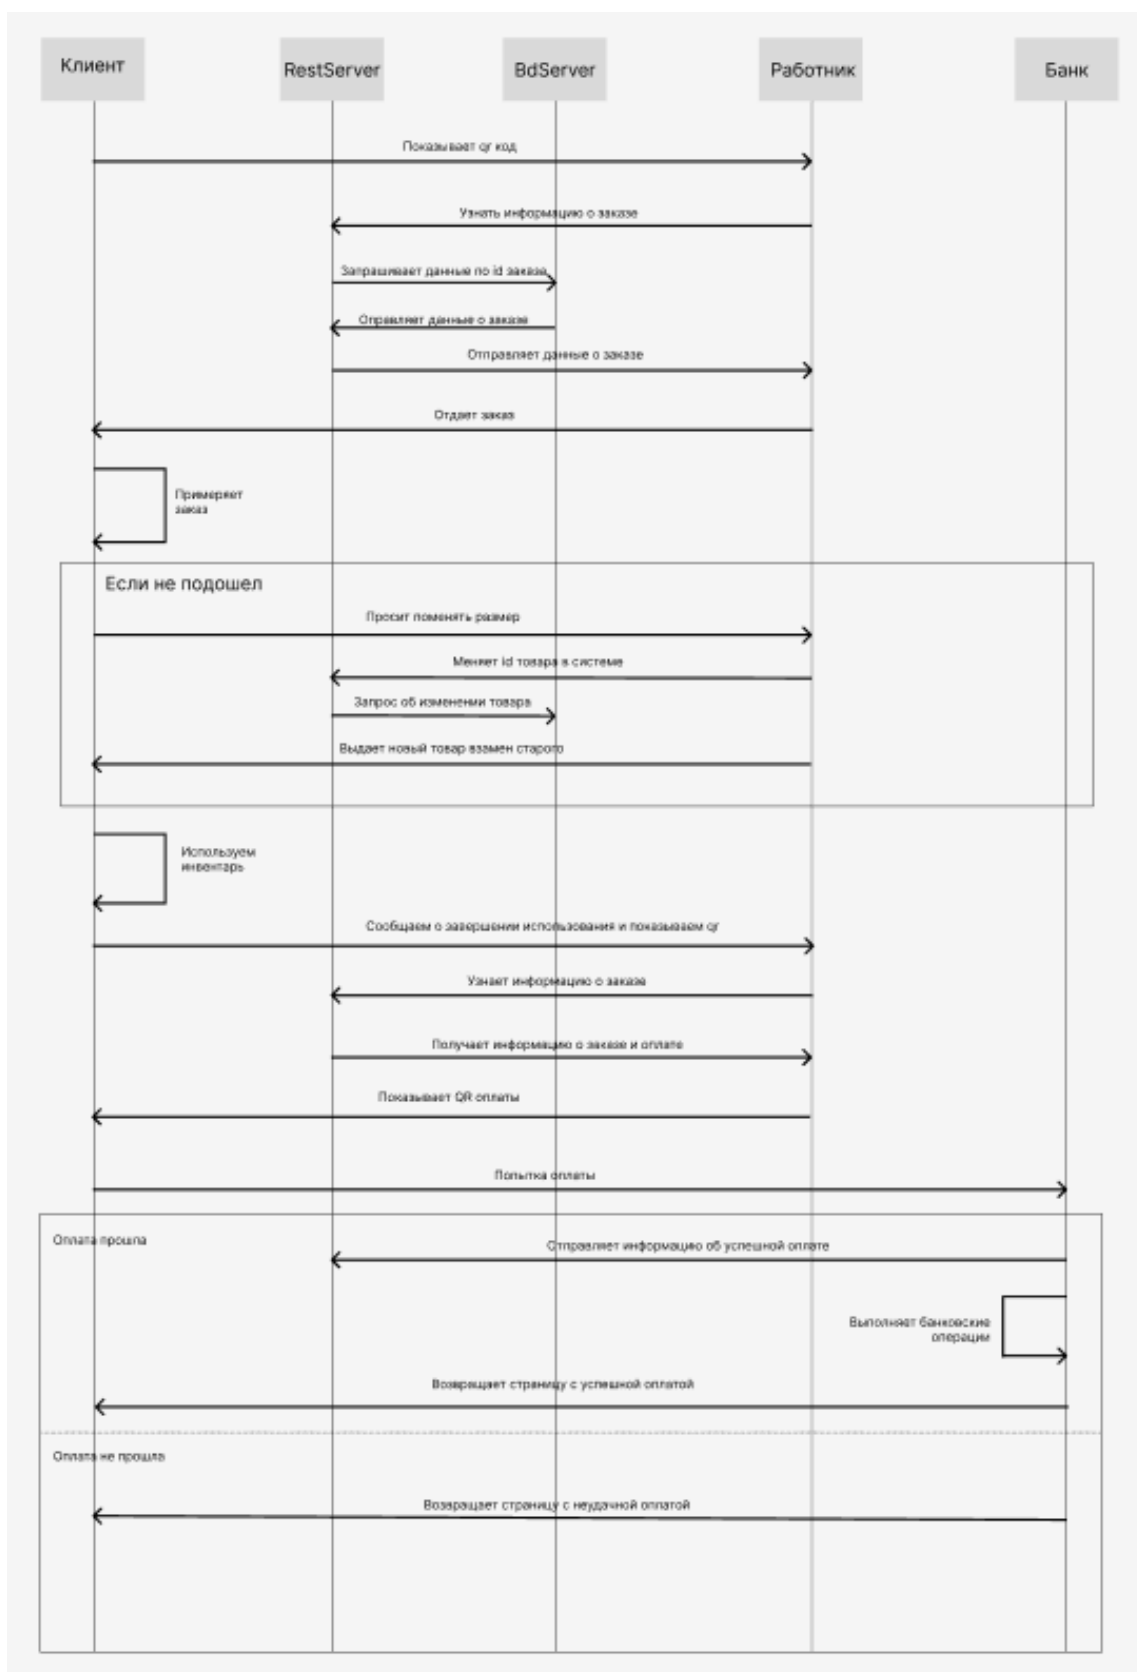 Клиент
RestServer
BdServer
Работник
Банк
Показывает qr код
Узнать информацию о заказе
Запрашивает данные по id заказа
Оправляет данные о заказе
Отправляет данные о заказе
Отдает заказ
Примеряет
заказ
Если не подошел
Просит поменять размер
Меняет id товара в системе
Запрос об изменении товара
Выдает новый товар взамен старого
Используем
инвентарь
Сообщаем о завершении использования и показываем qr
Узнает информацию о заказе
Получает информацию о заказе и оплате
Показывает QR оплаты
Попытка оплаты
Оплата прошла
Отправляет информацию об успешной оплате
Выполняет банковские
операции
Возвращает страницу с успешной оплатой
Оплата не прошла
Возвращает страницу с неудачной оплатой